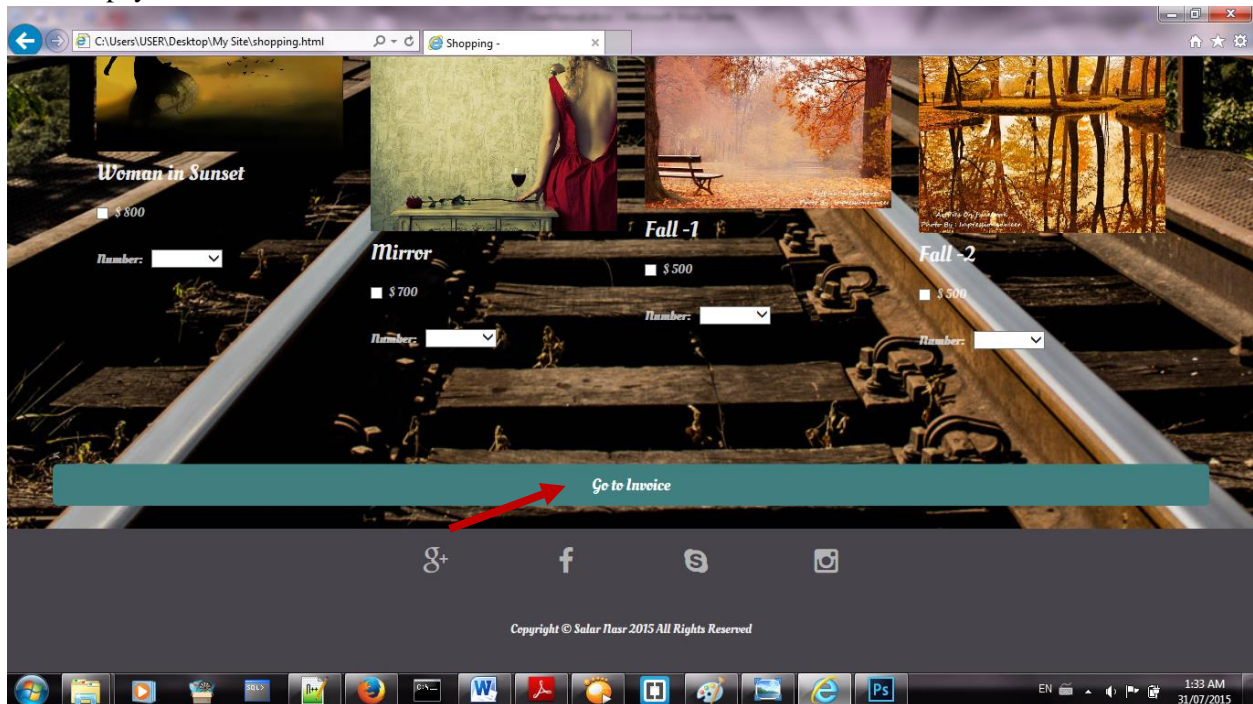 C:\Users\USER\Desktop\My Site\shopping.html
Shopping -
Woman in Sunset
$ 800
Number:
Mirror
$ 700
Number:
Fall -1
$ 500
Number:
Fall -2
$ 500
Number:
Go to Invoice
g+
f
Copyright © Salar Nasr 2015 All Rights Reserved
SQL>
C:\_
W
Ps
EN
1:33 AM
31/07/2015